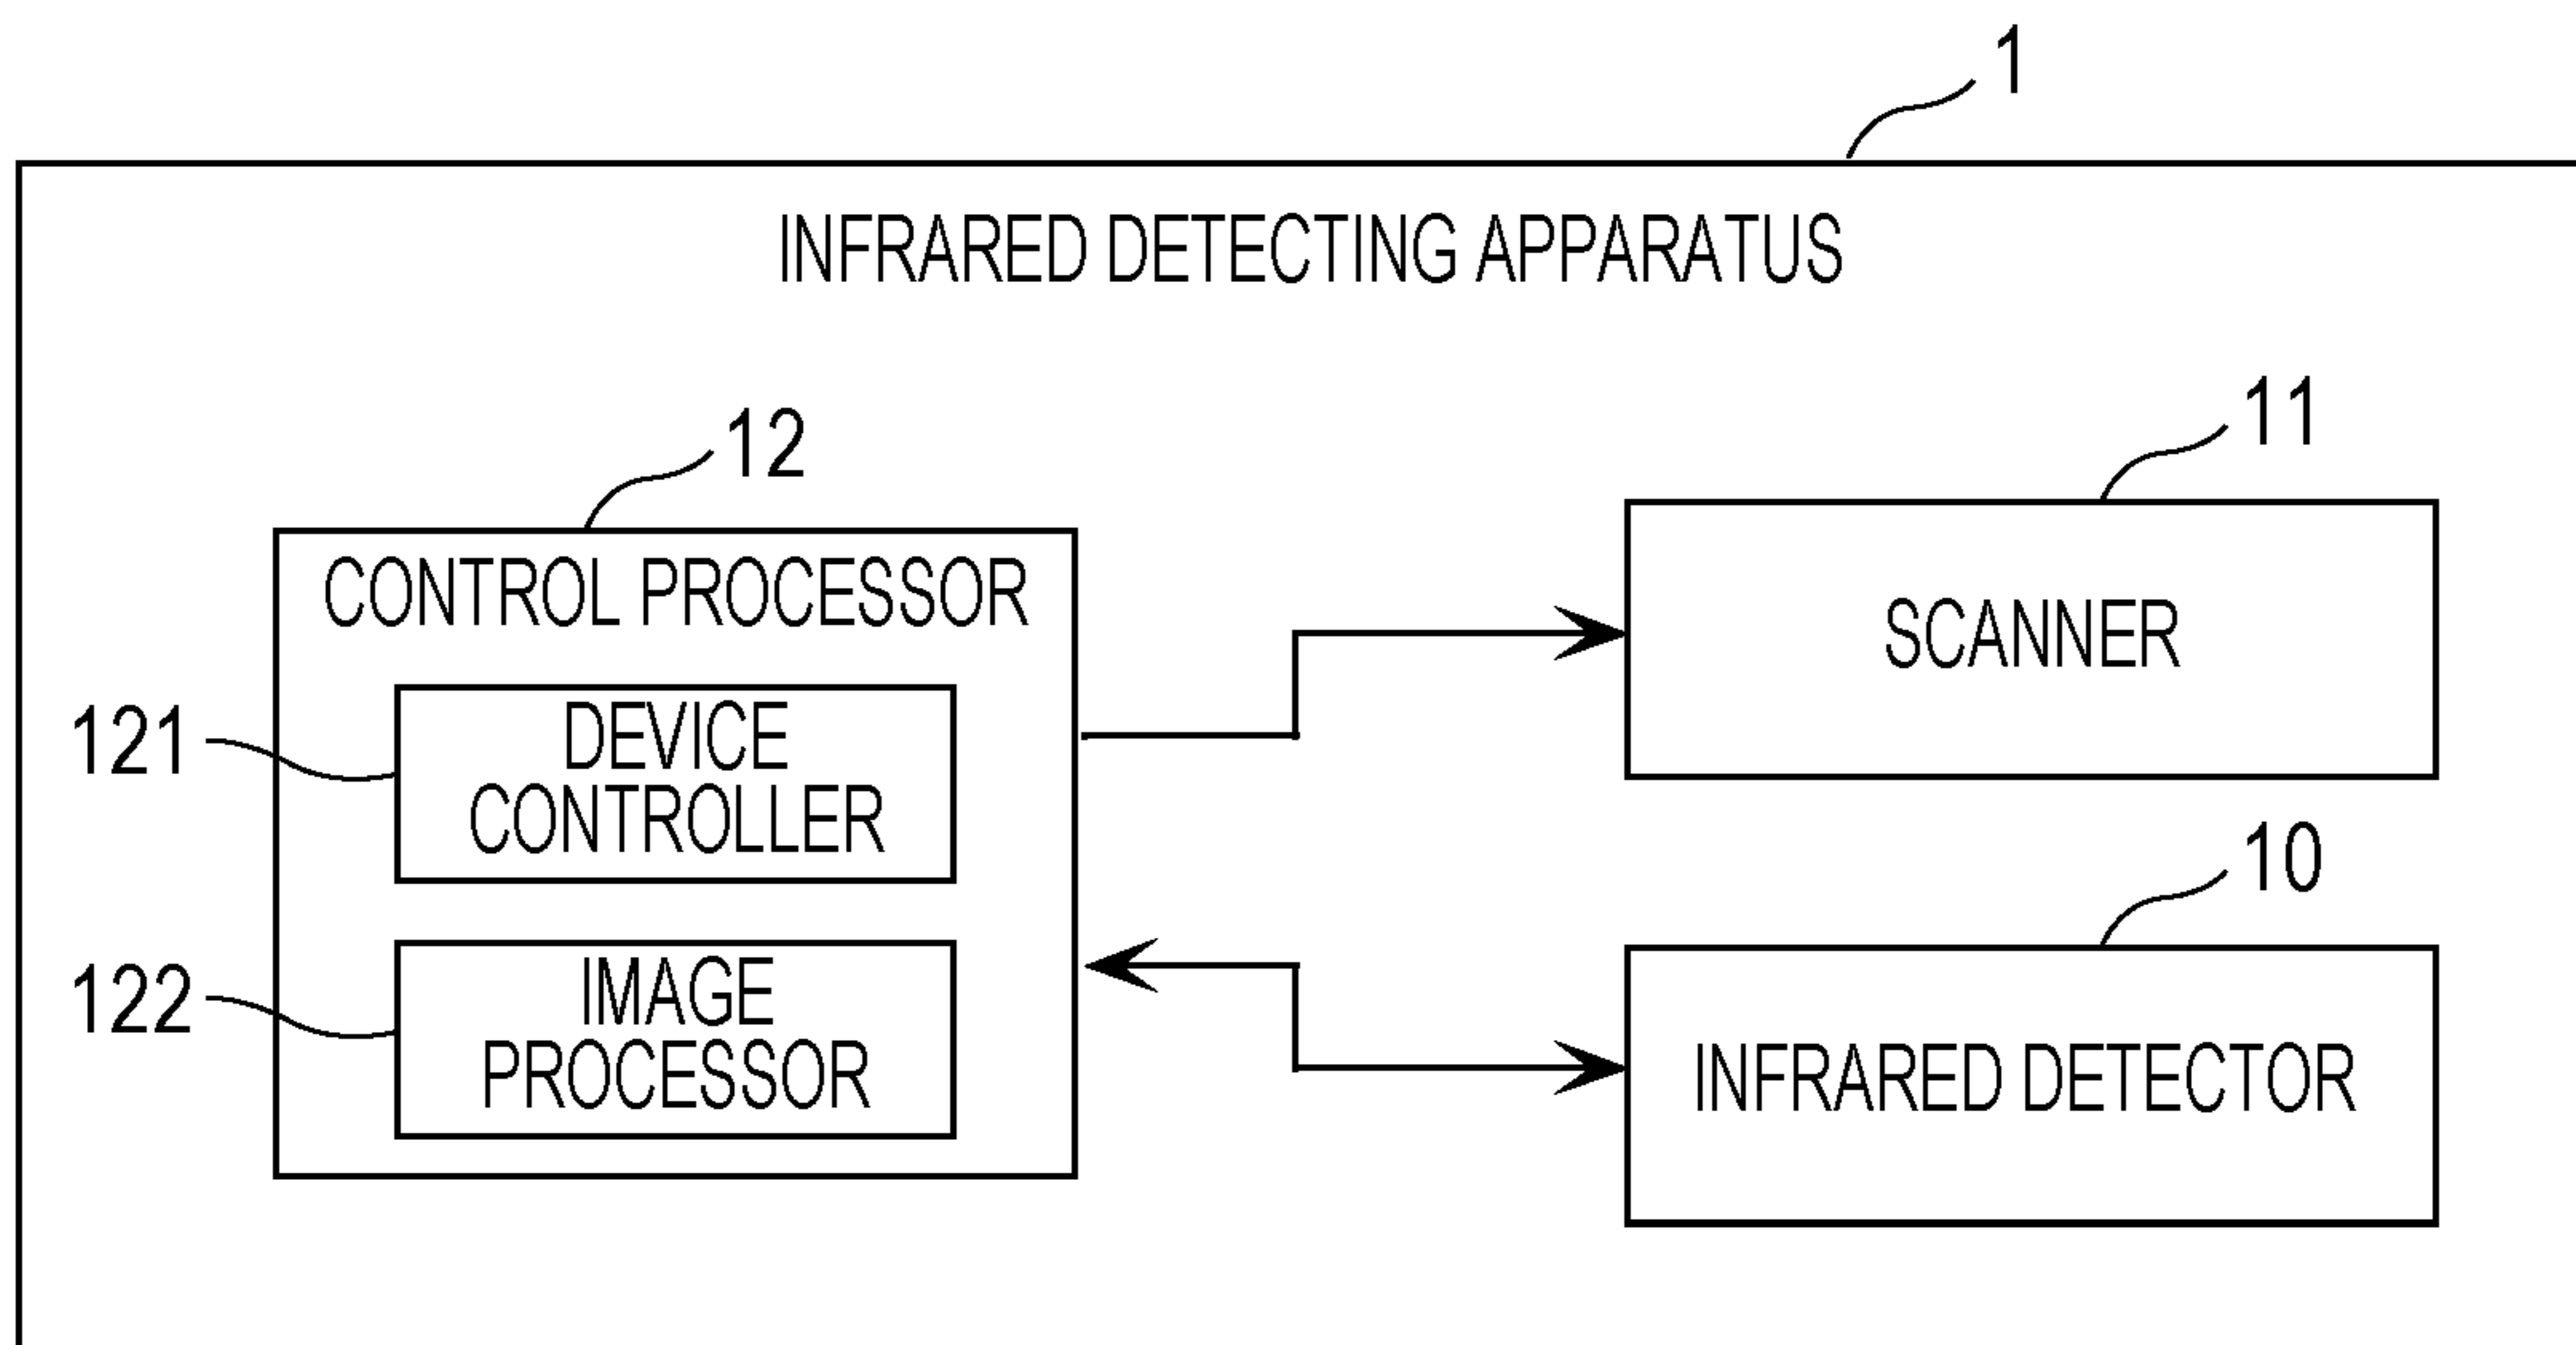 1
INFRARED DETECTING APPARATUS
12
CONTROL PROCESSOR
121
DEVICE
CONTROLLER
122
IMAGE
PROCESSOR
11
SCANNER
10
INFRARED DETECTOR